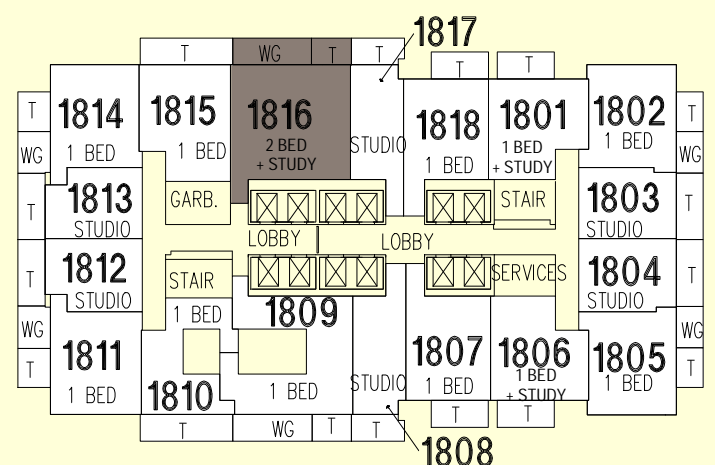 1817
T
WG
T
T
T
T
1814
1 BED
1815
1 BED
1816
2 BED
+ STUDY
STUDIO
1818
1 BED
1801
1 BED
+ STUDY
1802
1 BED
T
WG
T
WG
T
1813
STUDIO
GARB.
STAIR
1803
STUDIO
T
LOBBY
LOBBY
T
1812
STUDIO
STAIR
SERVICES
1804
STUDIO
T
WG
T
1811
1 BED
1 BED
1810
1809
1 BED
STUDIO
1807
1 BED
1806
1 BED
+ STUDY
1805
1 BED
WG
T
T
WG
T
T
T
T
1808